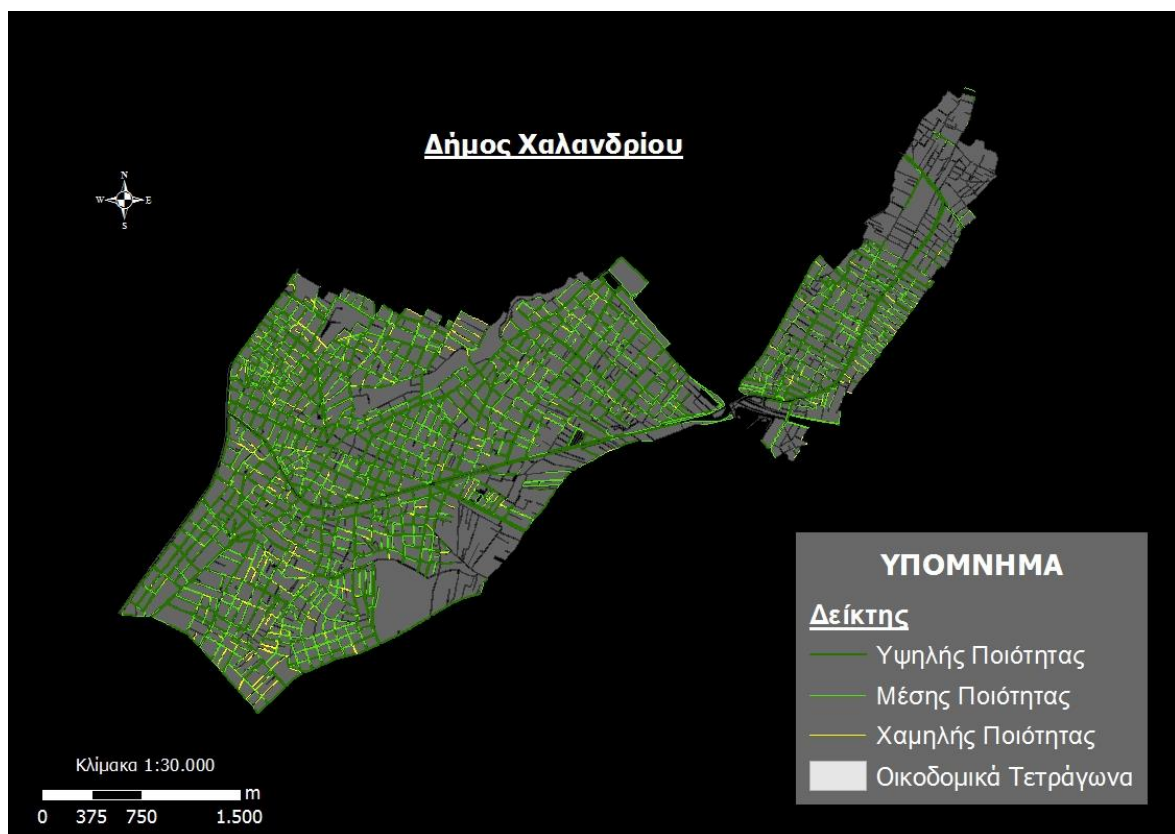 Δήμος Χαλανδρίου
N
W E
S
ΥΠΟΜΝΗΜΑ
Δείκτης
Υψηλής Ποιότητας
Μέσης Ποιότητας
Χαμηλής Ποιότητας
Οικοδομικά Τετράγωνα
Κλίμακα 1:30.000
m
0 375 750 1.500